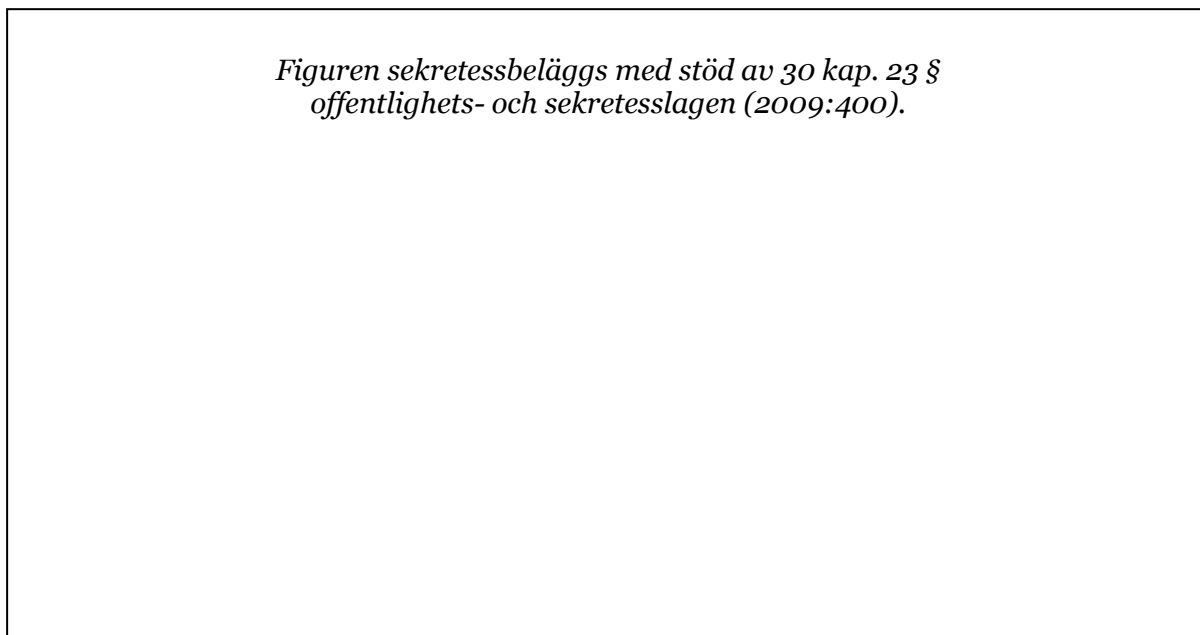 Figuren sekretessbeläggs med stöd av 30 kap. 23 §
offentlighets- och sekretesslagen (2009:400).